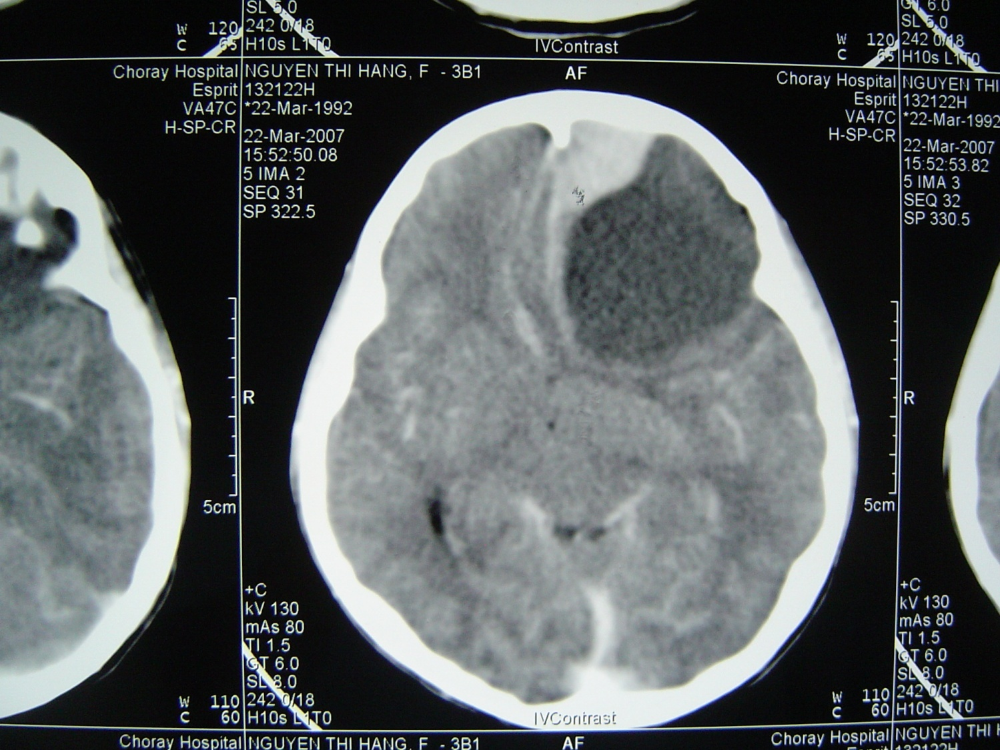 SL 5.0
W 120 242 0/18
C 65 H10s L1T0
IVContrast
GT 6.0
SL 5.0
W 120 242 0/18
C 65 H10s L1T0
Choray Hospital
Esprit
VA47C
H-SP-CR
NGUYEN THI HANG, F - 3B1
132122H
*22-Mar-1992
22-Mar-2007
15:52:50.08
5 IMA 2
SEQ 31
SP 322.5
AF
R
5cm
+C
kV 130
mAs 80
TI 1.5
GT 6.0
SL 8.0
W 110 242 0/18
C 60 H10s L1T0
IVContrast
Choray Hospital
Esprit
VA47C
H-SP-CR
NGUYEN THI
132122H
*22-Mar-1992
22-Mar-2007
15:52:53.82
5 IMA 3
SEQ 32
SP 330.5
R
5cm
+C
kV 130
mAs 80
TI 1.5
GT 6.0
SL 8.0
W 110 242 0/18
C 60 H10s L1T0
Choray Hospital NGUYEN THI HANG, F - 3B1
AF
Choray Hospital NGUYEN THI